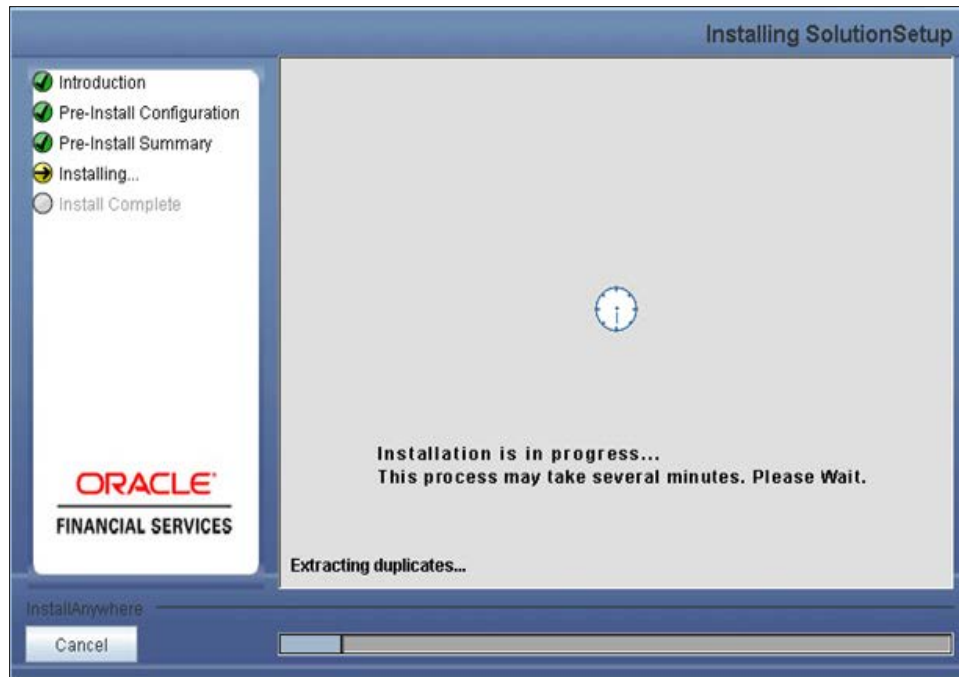 Installing SolutionSetup
Introduction
Pre-Install Configuration
Pre-Install Summary
Installing...
Install Complete
Installation is in progress...
This process may take several minutes. Please Wait.
ORACLE
FINANCIAL SERVICES
Extracting duplicates...
InstallAnywhere
Cancel